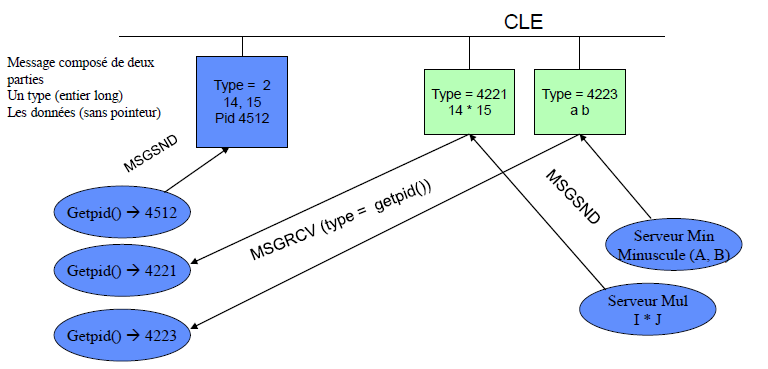 CLE
Message composé de deux
parties
Un type (entier long)
Les données (sans pointeur)
Type = 2
14, 15
Pid 4512
Type = 4221
14 * 15
Type = 4223
a b
MSGSND
MSGRCV (type = getpid())
MSGSND
Getpid() → 4512
Getpid() → 4221
Getpid() → 4223
Serveur Min
Minuscule (A, B)
Serveur Mul
I * J